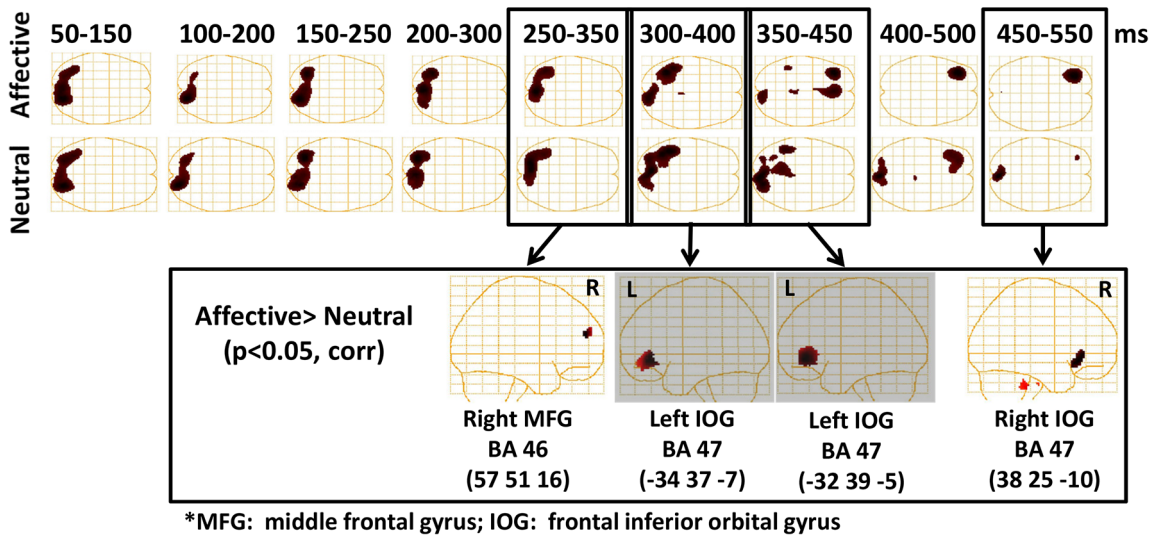 50-150 100-200 150-250 200-300 250-350 300-400 350-450 400-500 450-550 ms
Affective
Neutral
R L L R
Affective> Neutral
(p<0.05, corr)
Right MFG Left IOG Left IOG Right IOG
BA 46 BA 47 BA 47 BA 47
(57 51 16) (-34 37 -7) (-32 39 -5) (38 25 -10)
*MFG: middle frontal gyrus; IOG: frontal inferior orbital gyrus